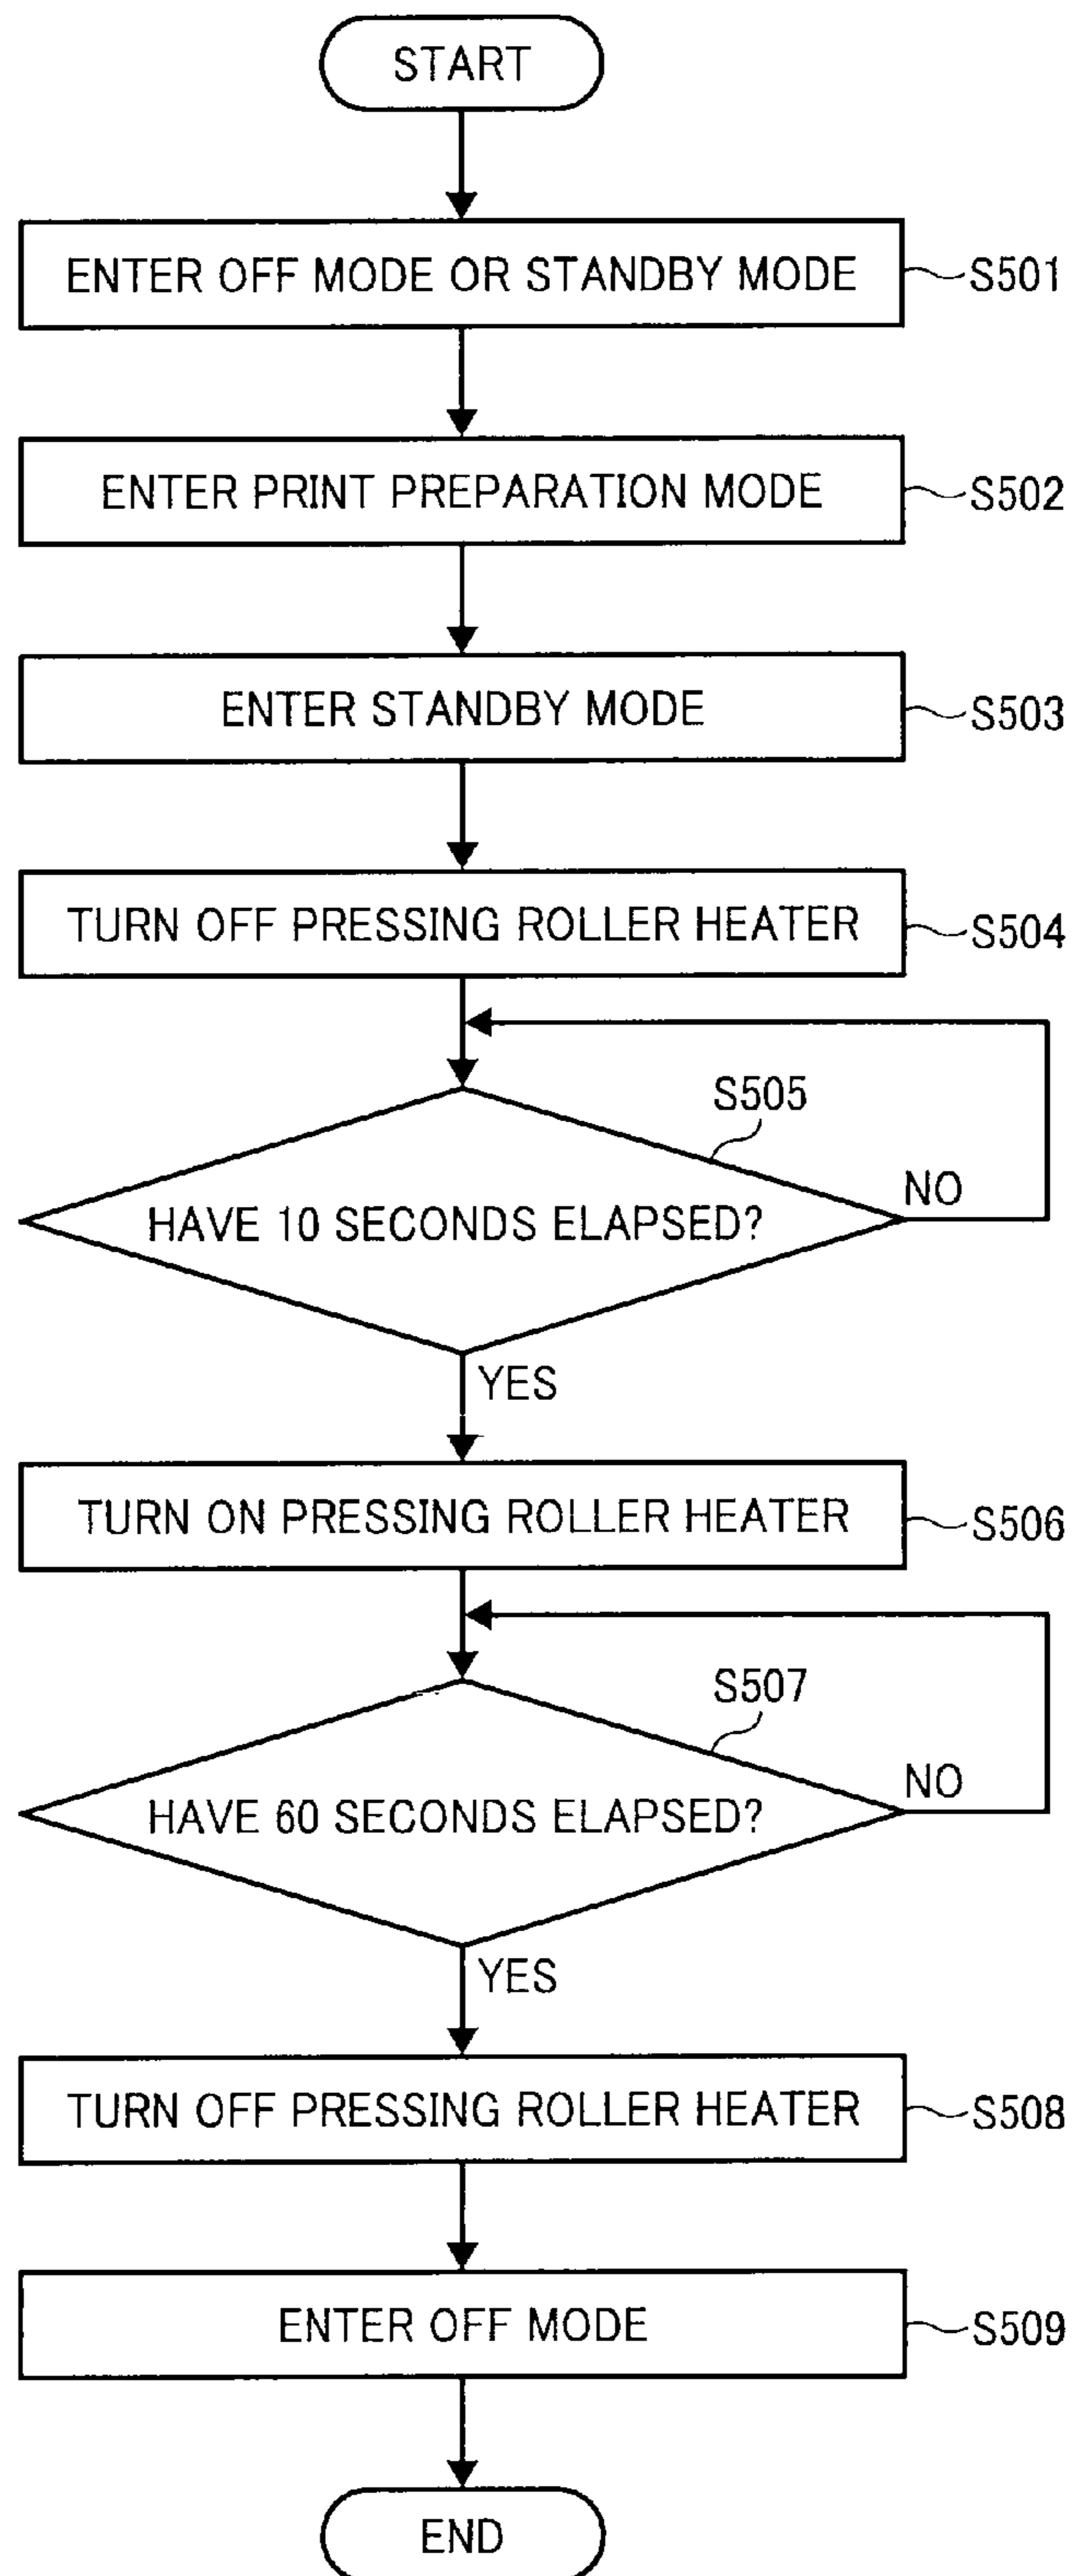 START
ENTER OFF MODE OR STANDBY MODE
S501
ENTER PRINT PREPARATION MODE
S502
ENTER STANDBY MODE
S503
TURN OFF PRESSING ROLLER HEATER
S504
S505
HAVE 10 SECONDS ELAPSED?
NO
YES
TURN ON PRESSING ROLLER HEATER
S506
S507
HAVE 60 SECONDS ELAPSED?
NO
YES
TURN OFF PRESSING ROLLER HEATER
S508
ENTER OFF MODE
S509
END